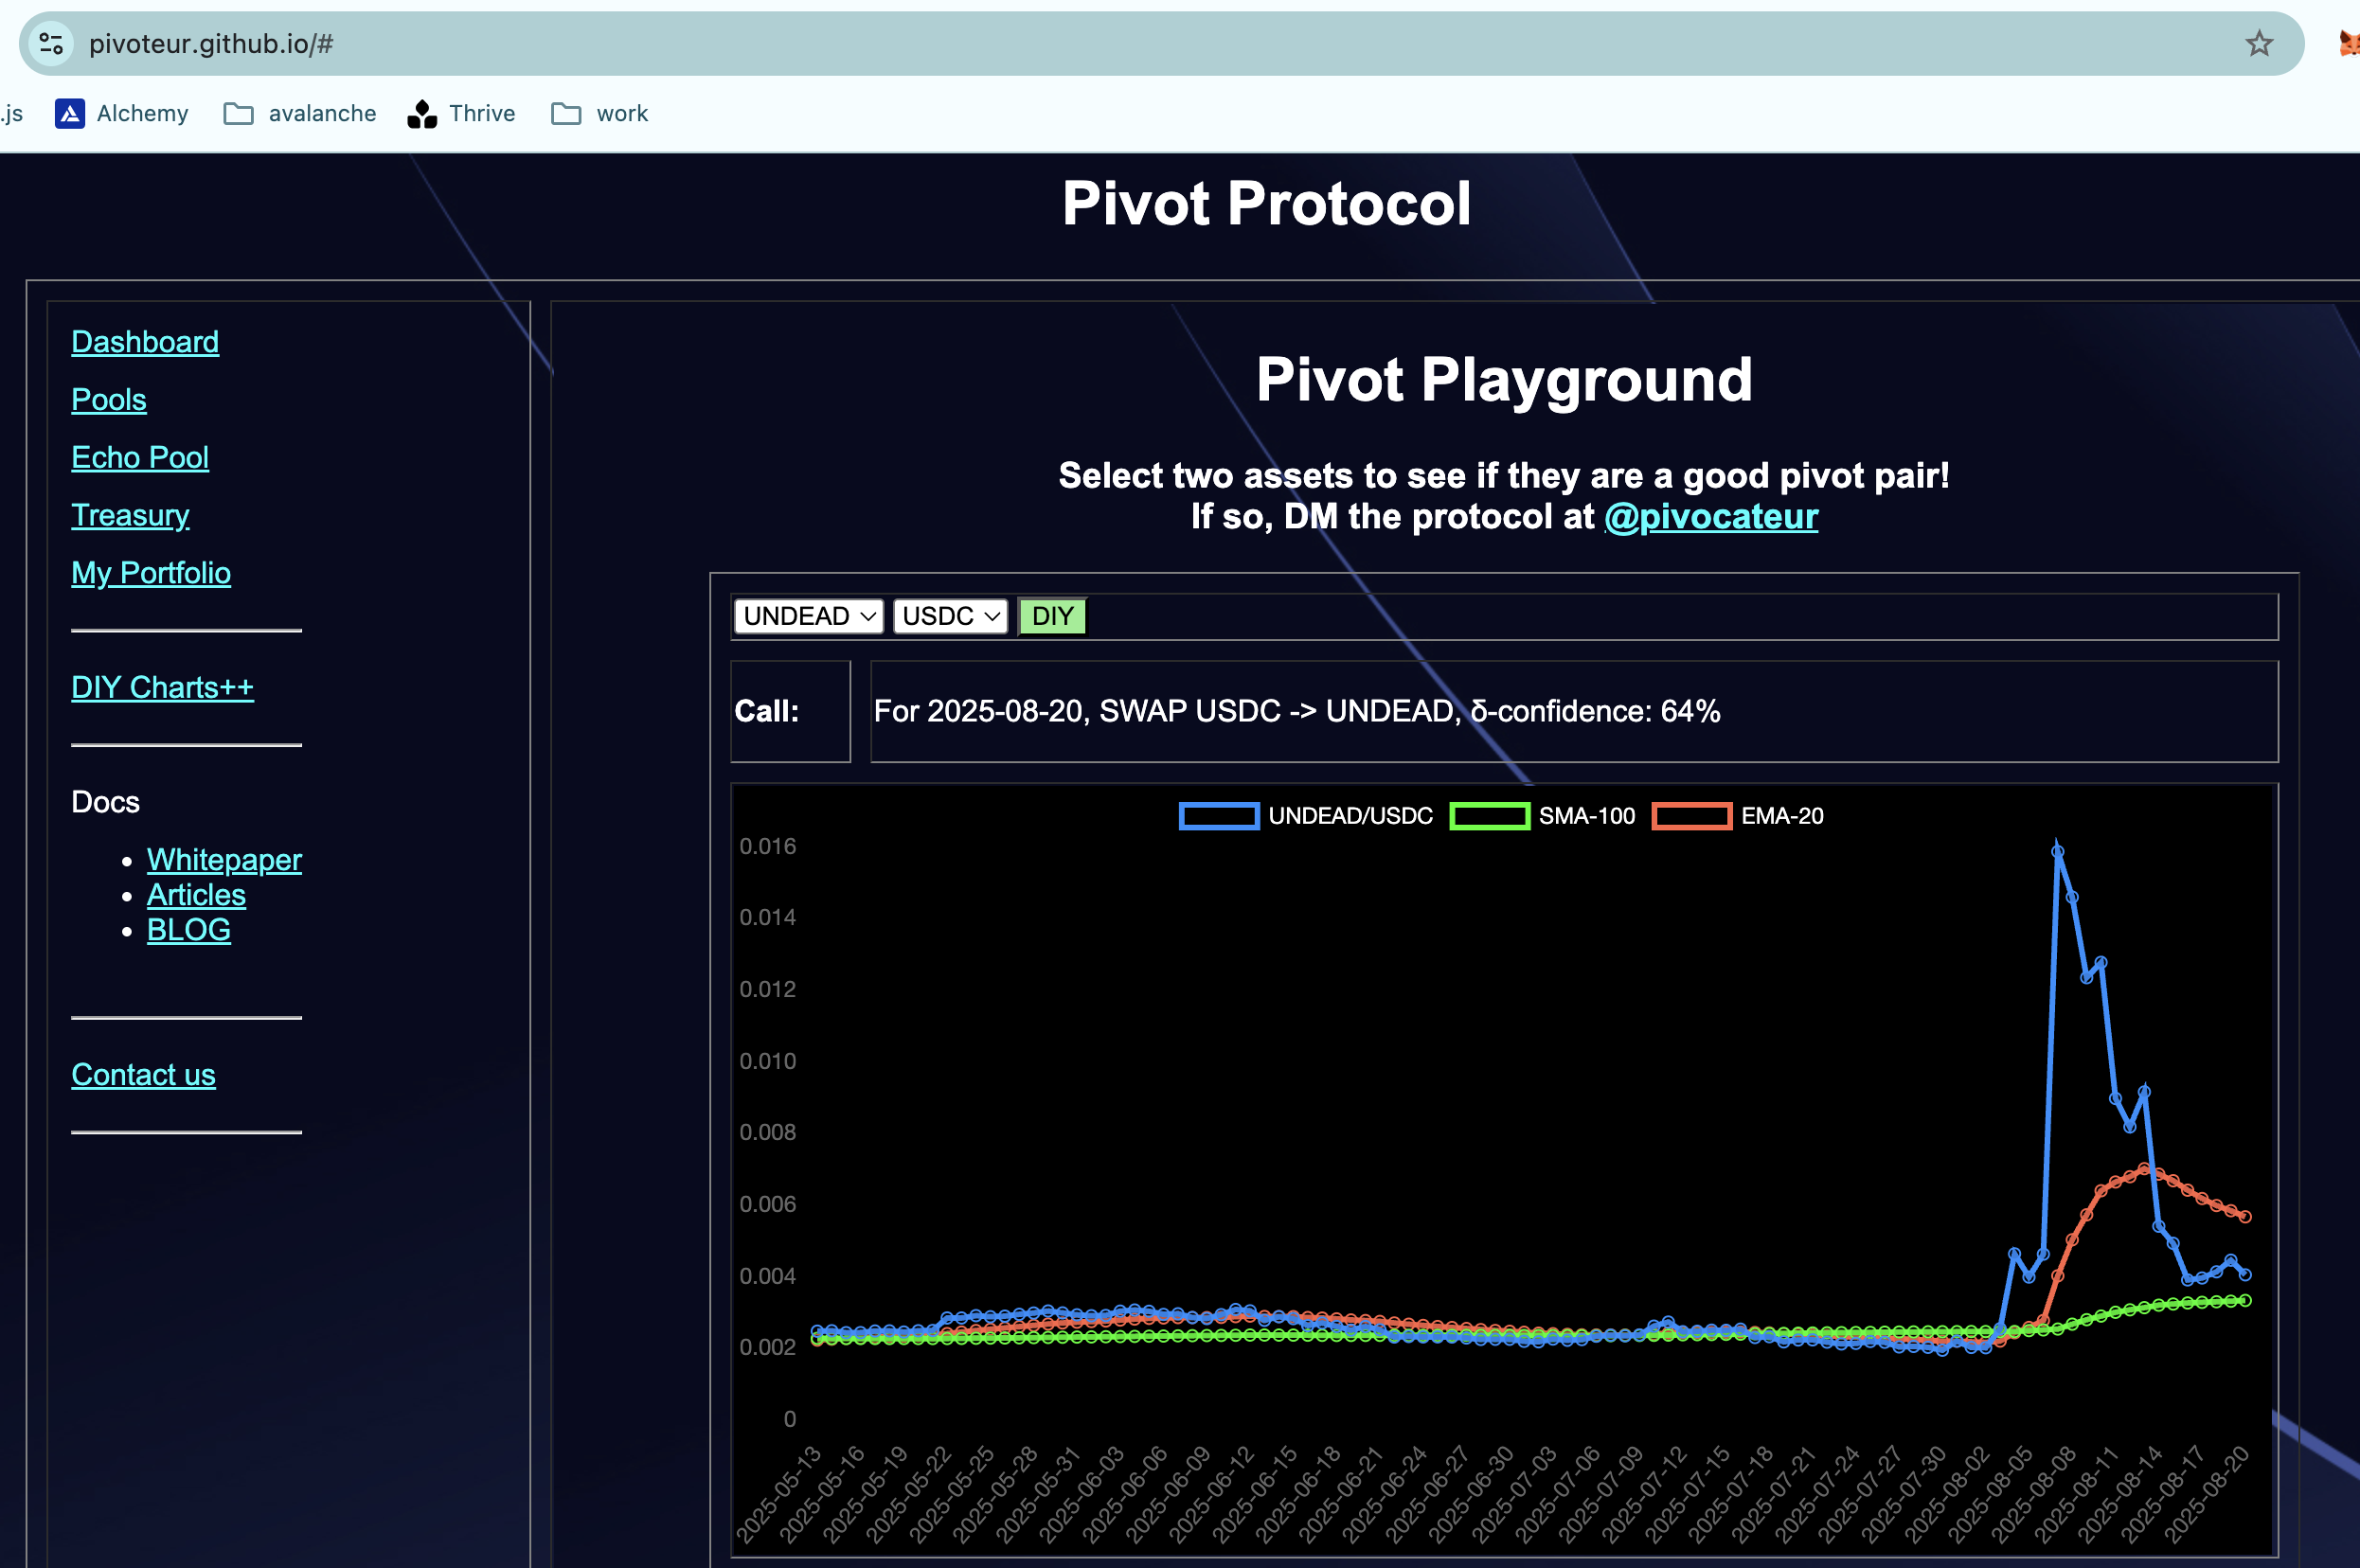 pivoteur.github.io/#
.js
Alchemy
avalanche
Thrive
work
Pivot Protocol
Dashboard
Pools
Echo Pool
Treasury
My Portfolio
DIY Charts++
Docs
Whitepaper
Articles
BLOG
Contact us
Pivot Playground
Select two assets to see if they are a good pivot pair!
If so, DM the protocol at @pivocateur
UNDEAD USDC DIY
Call: For 2025-08-20, SWAP USDC -> UNDEAD, δ-confidence: 64%
UNDEAD/USDC SMA-100 EMA-20
0.016
0.014
0.012
0.010
0.008
0.006
0.004
0.002
0
2025-05-13
2025-05-16
2025-05-19
2025-05-22
2025-05-25
2025-05-28
2025-05-31
2025-06-03
2025-06-06
2025-06-09
2025-06-12
2025-06-15
2025-06-18
2025-06-21
2025-06-24
2025-06-27
2025-06-30
2025-07-03
2025-07-06
2025-07-09
2025-07-12
2025-07-15
2025-07-18
2025-07-21
2025-07-24
2025-07-27
2025-07-30
2025-08-02
2025-08-05
2025-08-08
2025-08-11
2025-08-14
2025-08-17
2025-08-20